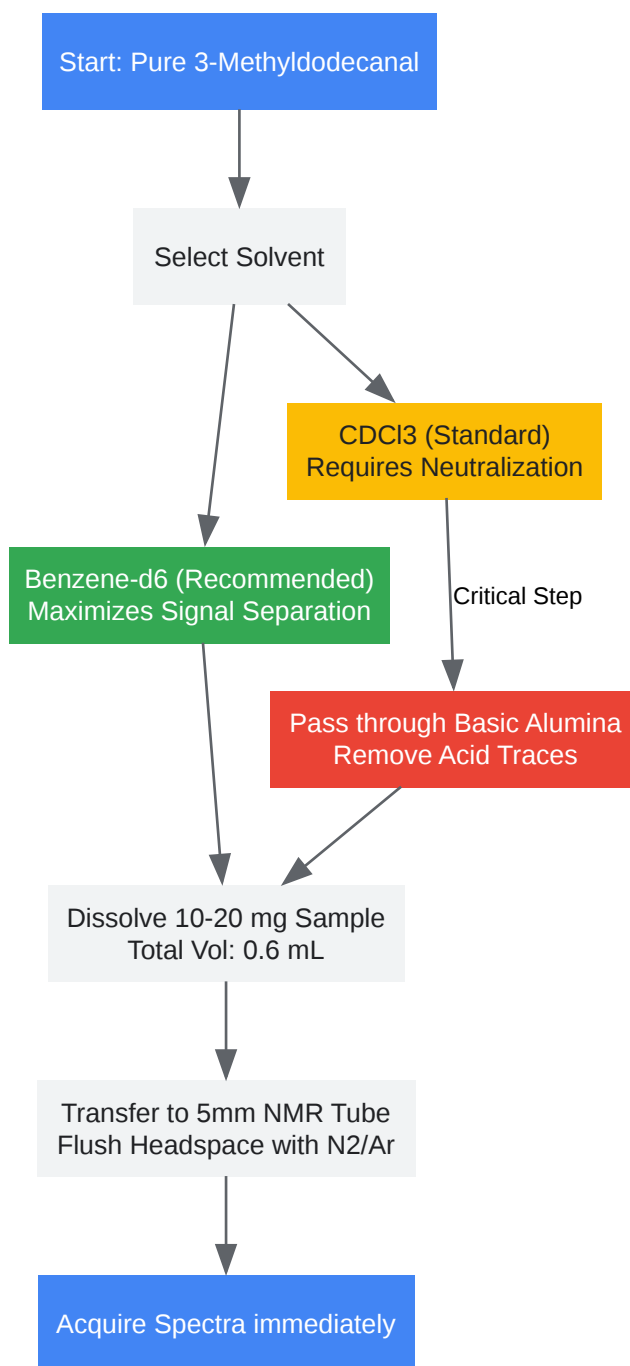 Start: Pure 3-Methyldodecanal
Select Solvent
CDCl3 (Standard)
Requires Neutralization
Benzene-d6 (Recommended)
Maximizes Signal Separation
Critical Step
Pass through Basic Alumina
Remove Acid Traces
Dissolve 10-20 mg Sample
Total Vol: 0.6 mL
Transfer to 5mm NMR Tube
Flush Headspace with N2/Ar
Acquire Spectra immediately